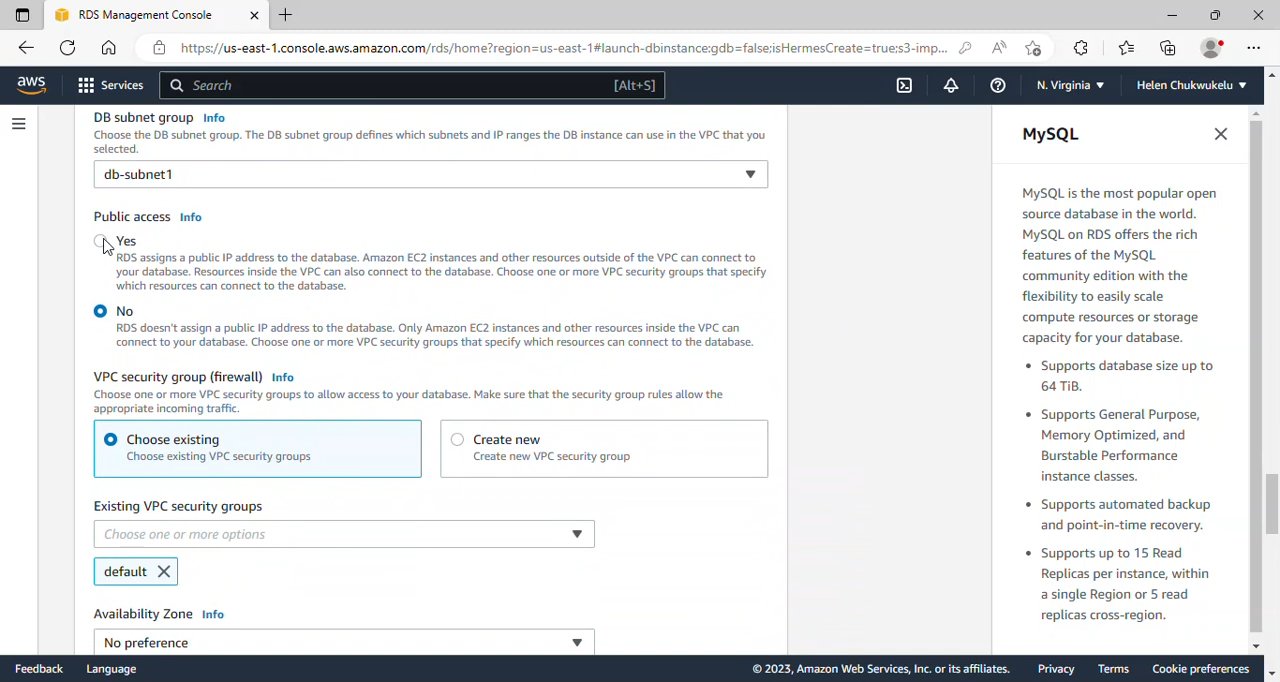 RDS Management Console
https://us-east-1.console.aws.amazon.com/rds/home?region=us-east-1#launch-dbinstance:gdb=false;isHermesCreate=true;s3-imp...
aws
Services
Search
[Alt+S]
N. Virginia
Helen Chukwukelu
DB subnet group Info
Choose the DB subnet group. The DB subnet group defines which subnets and IP ranges the DB instance can use in the VPC that you
selected.
db-subnet1
Public access Info
Yes
RDS assigns a public IP address to the database. Amazon EC2 instances and other resources outside of the VPC can connect to
your database. Resources inside the VPC can also connect to the database. Choose one or more VPC security groups that specify
which resources can connect to the database.
No
RDS doesn't assign a public IP address to the database. Only Amazon EC2 instances and other resources inside the VPC can
connect to your database. Choose one or more VPC security groups that specify which resources can connect to the database.
VPC security group (firewall) Info
Choose one or more VPC security groups to allow access to your database. Make sure that the security group rules allow the
appropriate incoming traffic.
Choose existing
Choose existing VPC security groups
Create new
Create new VPC security group
Existing VPC security groups
Choose one or more options
default
Availability Zone Info
No preference
MySQL
MySQL is the most popular open
source database in the world.
MySQL on RDS offers the rich
features of the MySQL
community edition with the
flexibility to easily scale
compute resources or storage
capacity for your database.
• Supports database size up to
64 TiB.
• Supports General Purpose,
Memory Optimized, and
Burstable Performance
instance classes.
• Supports automated backup
and point-in-time recovery.
• Supports up to 15 Read
Replicas per instance, within
a single Region or 5 read
replicas cross-region.
Feedback
Language
© 2023, Amazon Web Services, Inc. or its affiliates.
Privacy
Terms
Cookie preferences